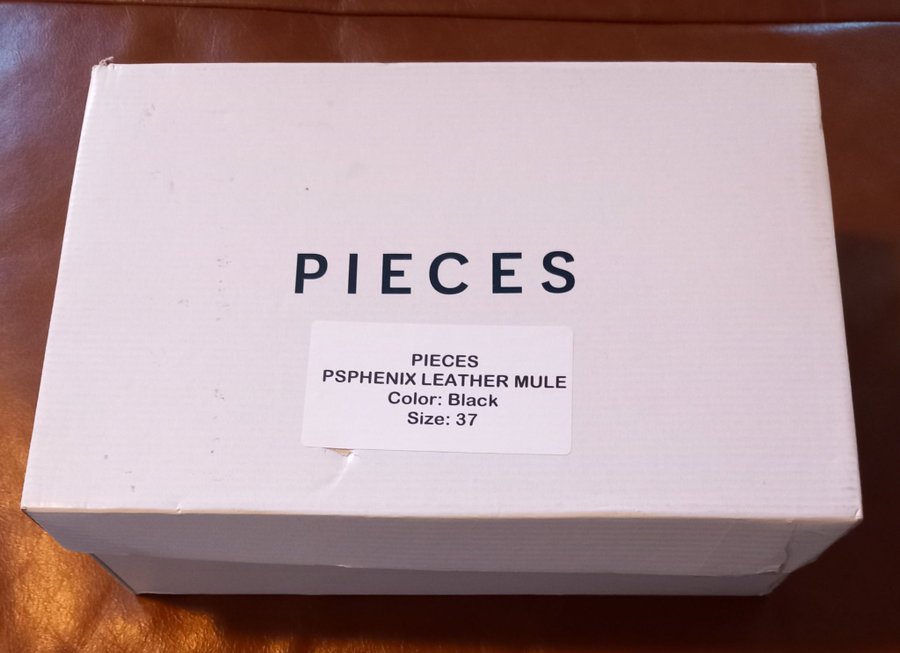 PIECES
PIECES
PSPHENIX LEATHER MULE
Color: Black
Size: 37